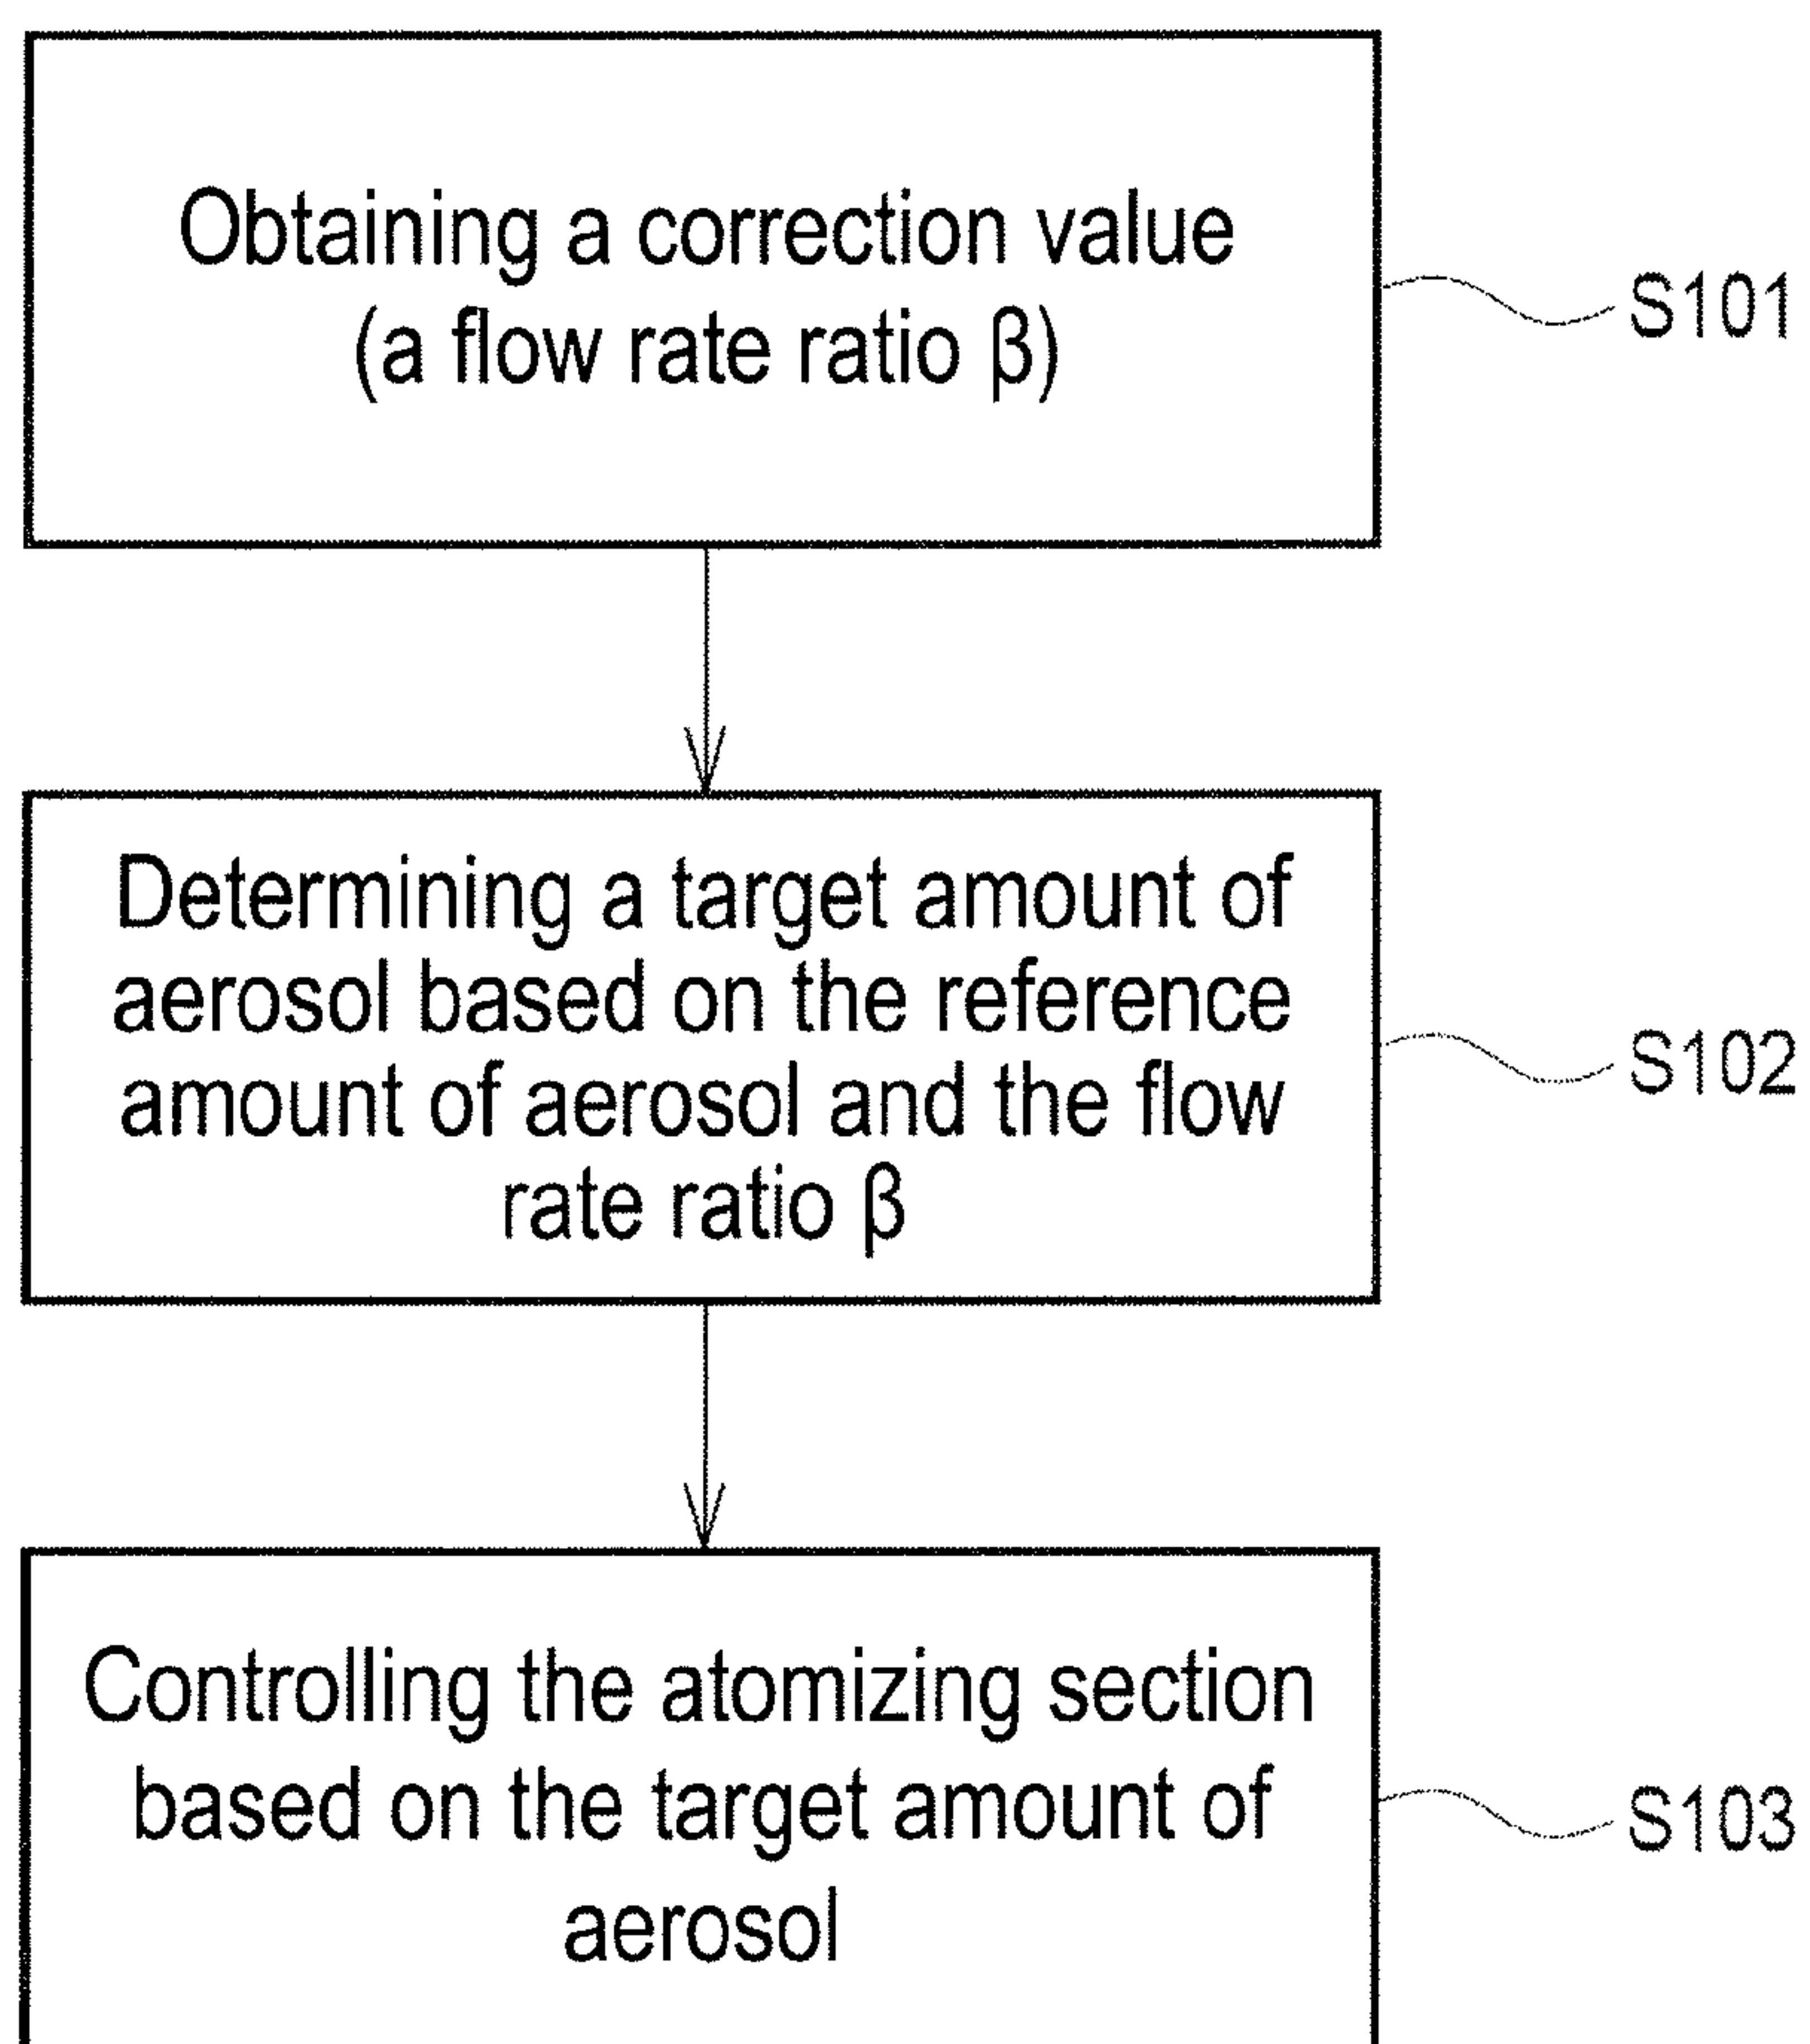 Obtaining a correction value
(a flow rate ratio β)
S101
Determining a target amount of
aerosol based on the reference
amount of aerosol and the flow
rate ratio β
S102
Controlling the atomizing section
based on the target amount of
aerosol
S103